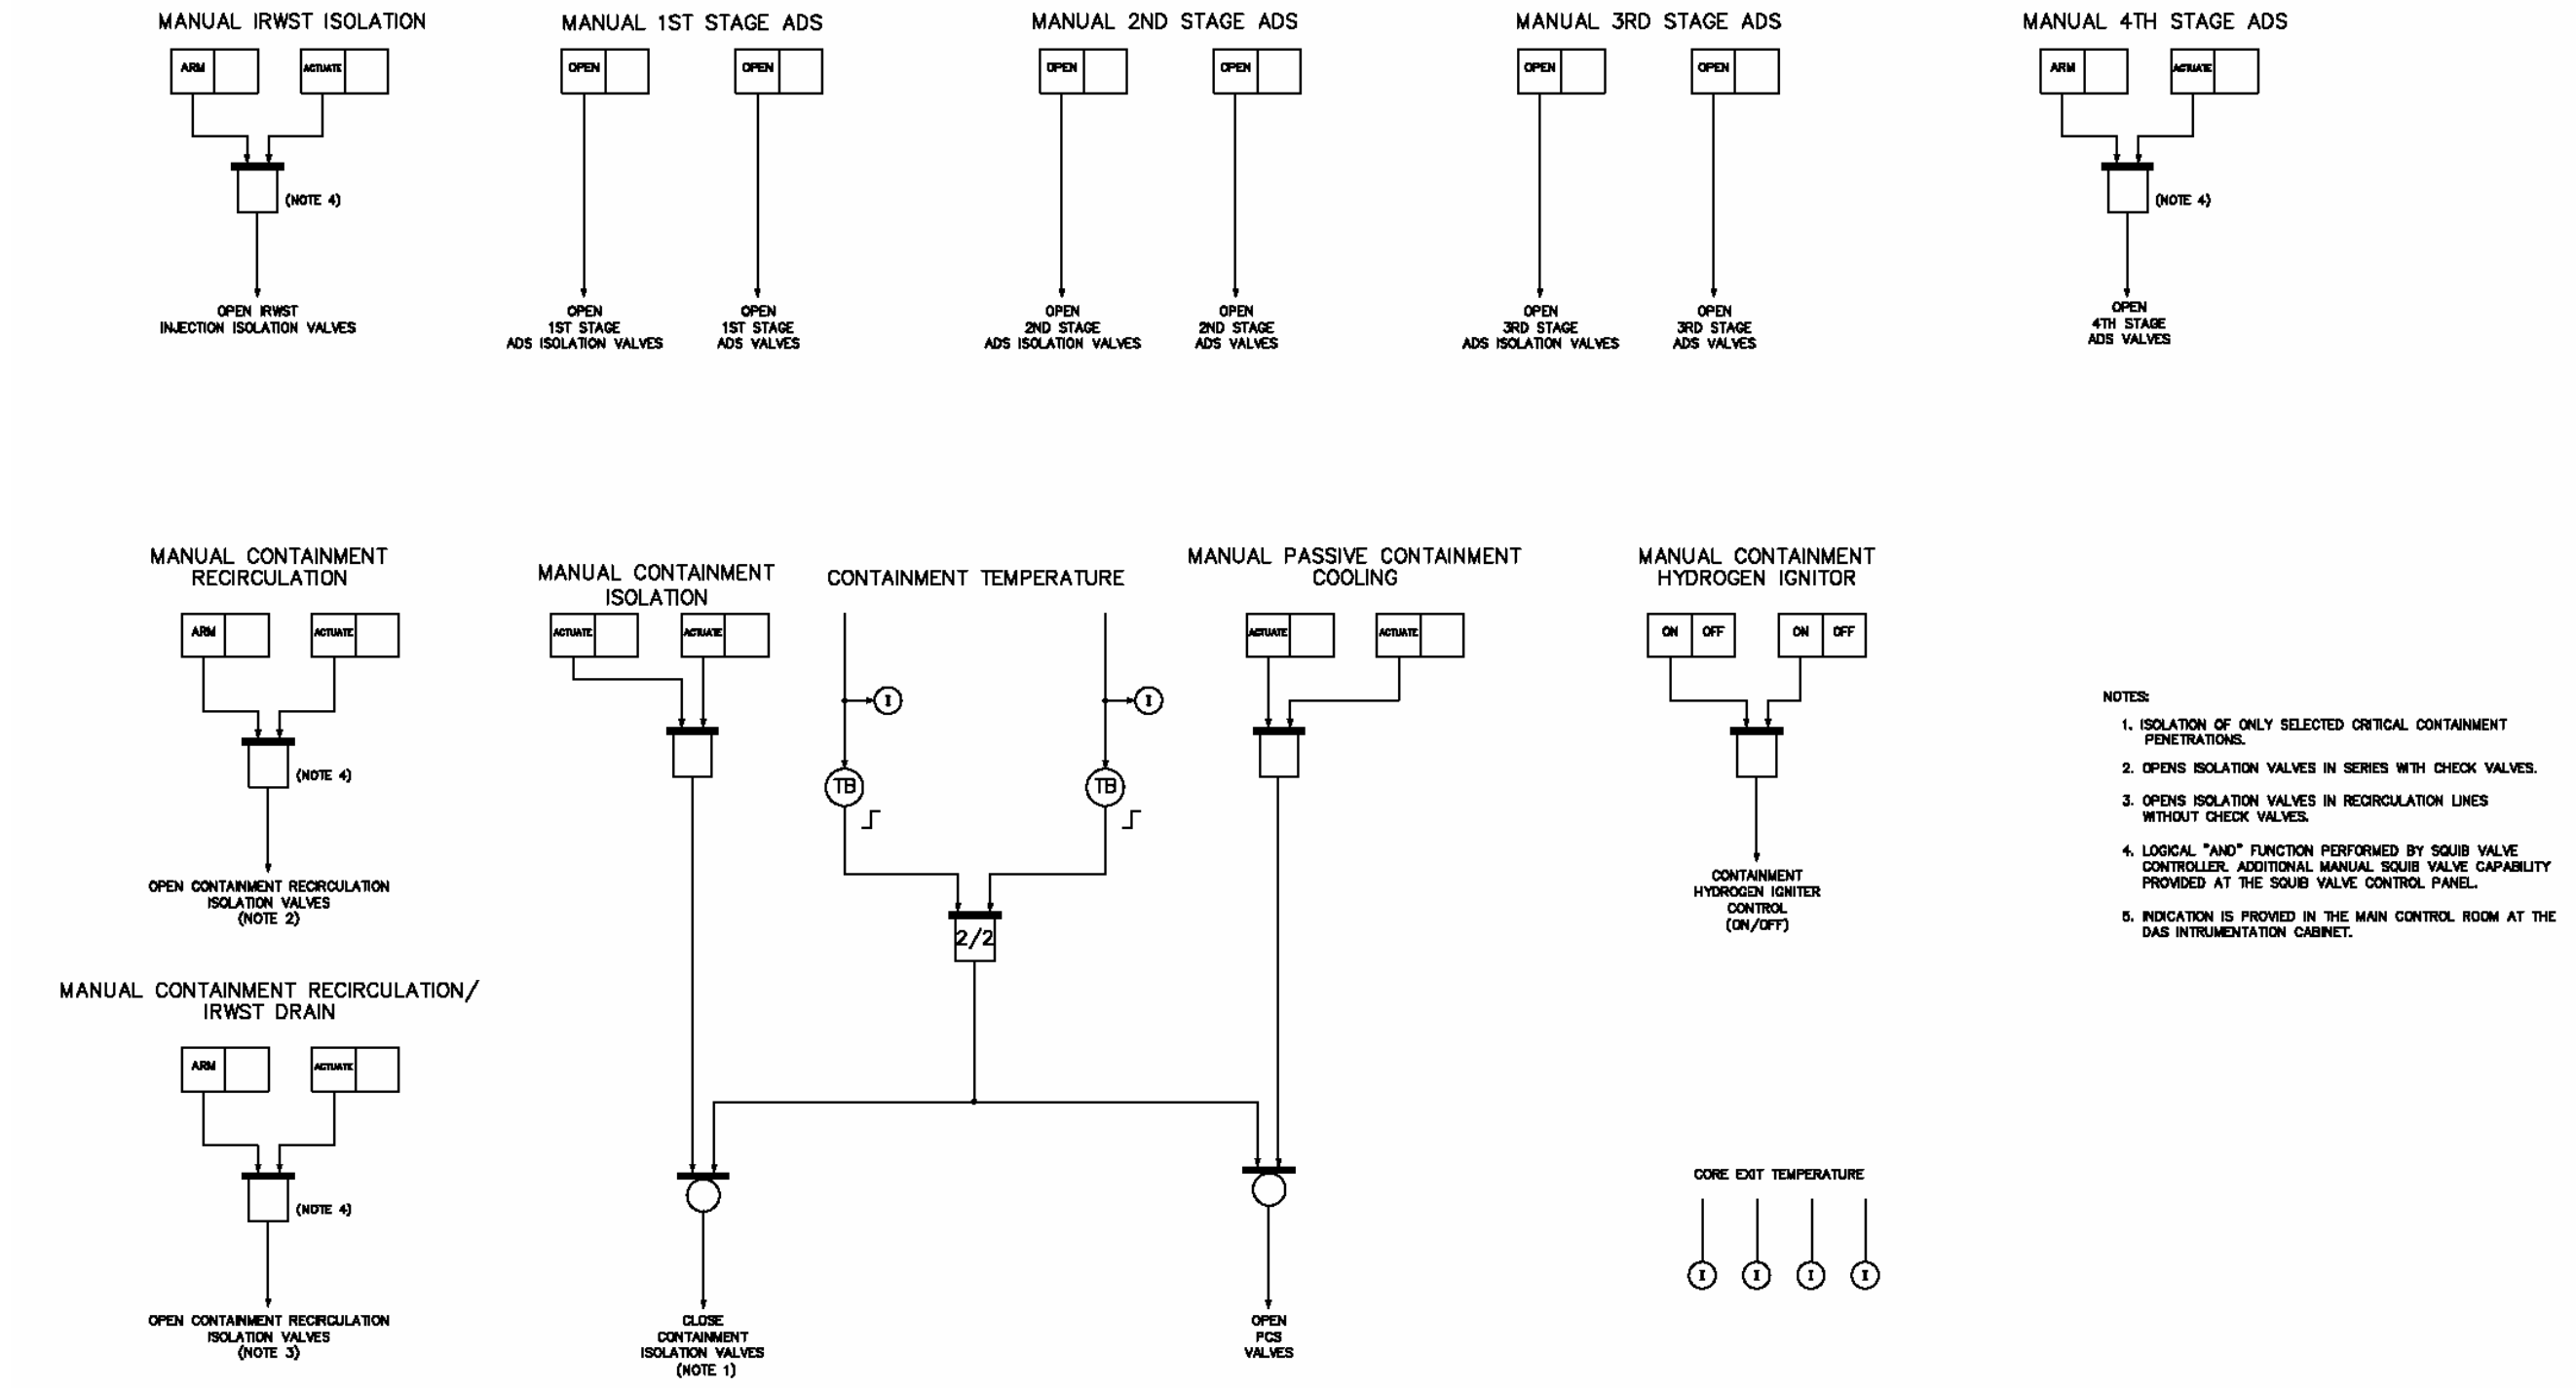 MANUAL IRWST ISOLATION
ARM
ACTUATE
(NOTE 4)
OPEN IRWST
INJECTION ISOLATION VALVES
MANUAL 1ST STAGE ADS
OPEN
OPEN
OPEN
1ST STAGE
ADS ISOLATION VALVES
OPEN
1ST STAGE
ADS VALVES
MANUAL 2ND STAGE ADS
OPEN
OPEN
OPEN
2ND STAGE
ADS ISOLATION VALVES
OPEN
2ND STAGE
ADS VALVES
MANUAL 3RD STAGE ADS
OPEN
OPEN
OPEN
3RD STAGE
ADS ISOLATION VALVES
OPEN
3RD STAGE
ADS VALVES
MANUAL 4TH STAGE ADS
ARM
ACTUATE
(NOTE 4)
OPEN
4TH STAGE
ADS VALVES
MANUAL CONTAINMENT
RECIRCULATION
ARM
ACTUATE
(NOTE 4)
OPEN CONTAINMENT RECIRCULATION
ISOLATION VALVES
(NOTE 2)
MANUAL CONTAINMENT RECIRCULATION/
IRWST DRAIN
ARM
ACTUATE
(NOTE 4)
OPEN CONTAINMENT RECIRCULATION
ISOLATION VALVES
(NOTE 3)
MANUAL CONTAINMENT
ISOLATION
ACTUATE
ACTUATE
CONTAINMENT TEMPERATURE
I
I
TB
TB
2/2
CLOSE
CONTAINMENT
ISOLATION VALVES
(NOTE 1)
MANUAL PASSIVE CONTAINMENT
COOLING
ACTUATE
ACTUATE
OPEN
PCS
VALVES
MANUAL CONTAINMENT
HYDROGEN IGNITOR
ON OFF
ON OFF
CONTAINMENT
HYDROGEN IGNITER
CONTROL
(ON/OFF)
CORE EXIT TEMPERATURE
I I I I
NOTES:
1. ISOLATION OF ONLY SELECTED CRITICAL CONTAINMENT
PENETRATIONS.
2. OPENS ISOLATION VALVES IN SERIES WITH CHECK VALVES.
3. OPENS ISOLATION VALVES IN RECIRCULATION LINES
WITHOUT CHECK VALVES.
4. LOGICAL "AND" FUNCTION PERFORMED BY SQUIB VALVE
CONTROLLER. ADDITIONAL MANUAL SQUIB VALVE CAPABILITY
PROVIDED AT THE SQUIB VALVE CONTROL PANEL.
5. INDICATION IS PROVIED IN THE MAIN CONTROL ROOM AT THE
DAS INTRUMENTATION CABINET.